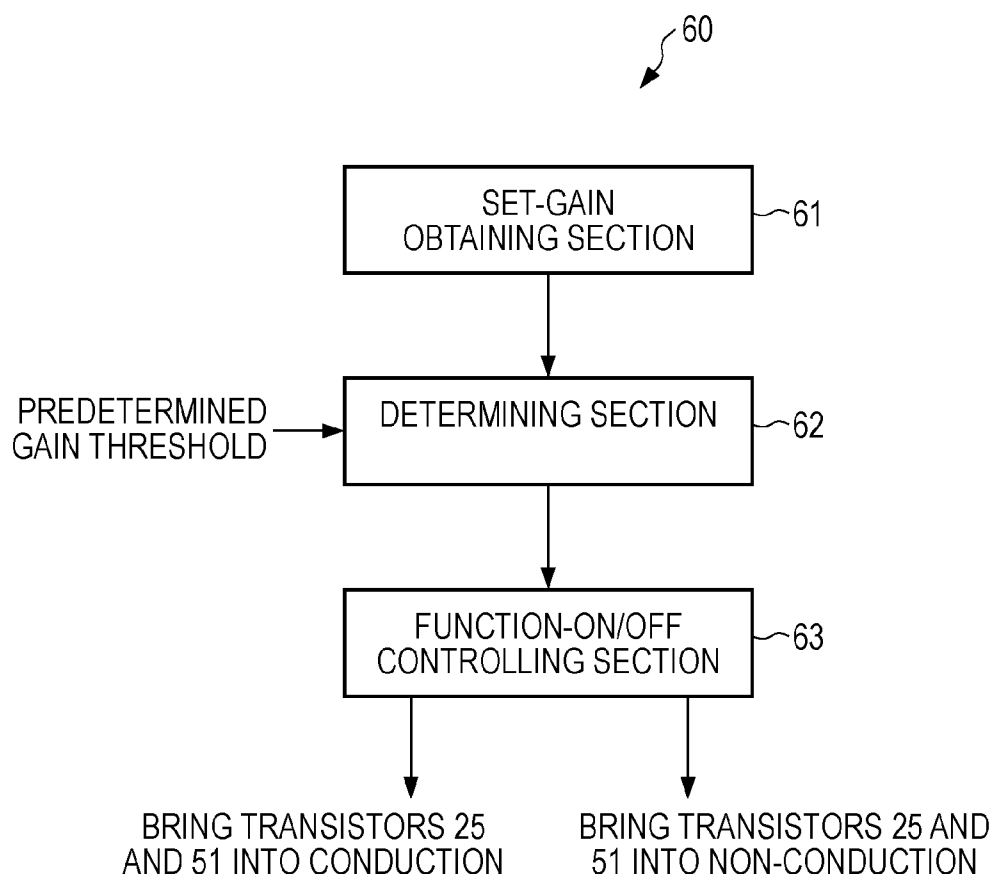 60
SET-GAIN
OBTAINING SECTION
61
PREDETERMINED
GAIN THRESHOLD
DETERMINING SECTION
62
FUNCTION-ON/OFF
CONTROLLING SECTION
63
BRING TRANSISTORS 25
AND 51 INTO CONDUCTION
BRING TRANSISTORS 25 AND
51 INTO NON-CONDUCTION